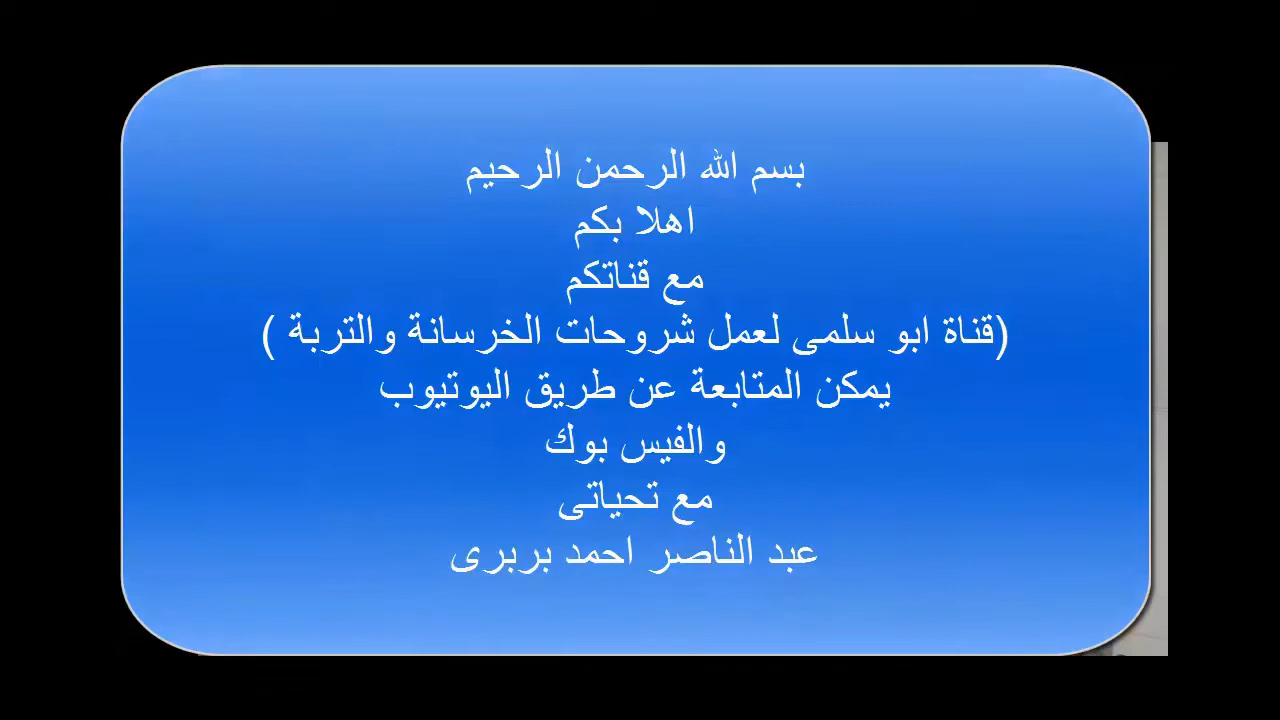 بسم الله الرحمن الرحيم
اهلا بكم
مع قناتكم
(قناة ابو سلمى لعمل شروحات الخرسانة والتربة )
يمكن المتابعة عن طريق اليوتيوب
والفيس بوك
مع تحياتى
عبد الناصر احمد بربرى